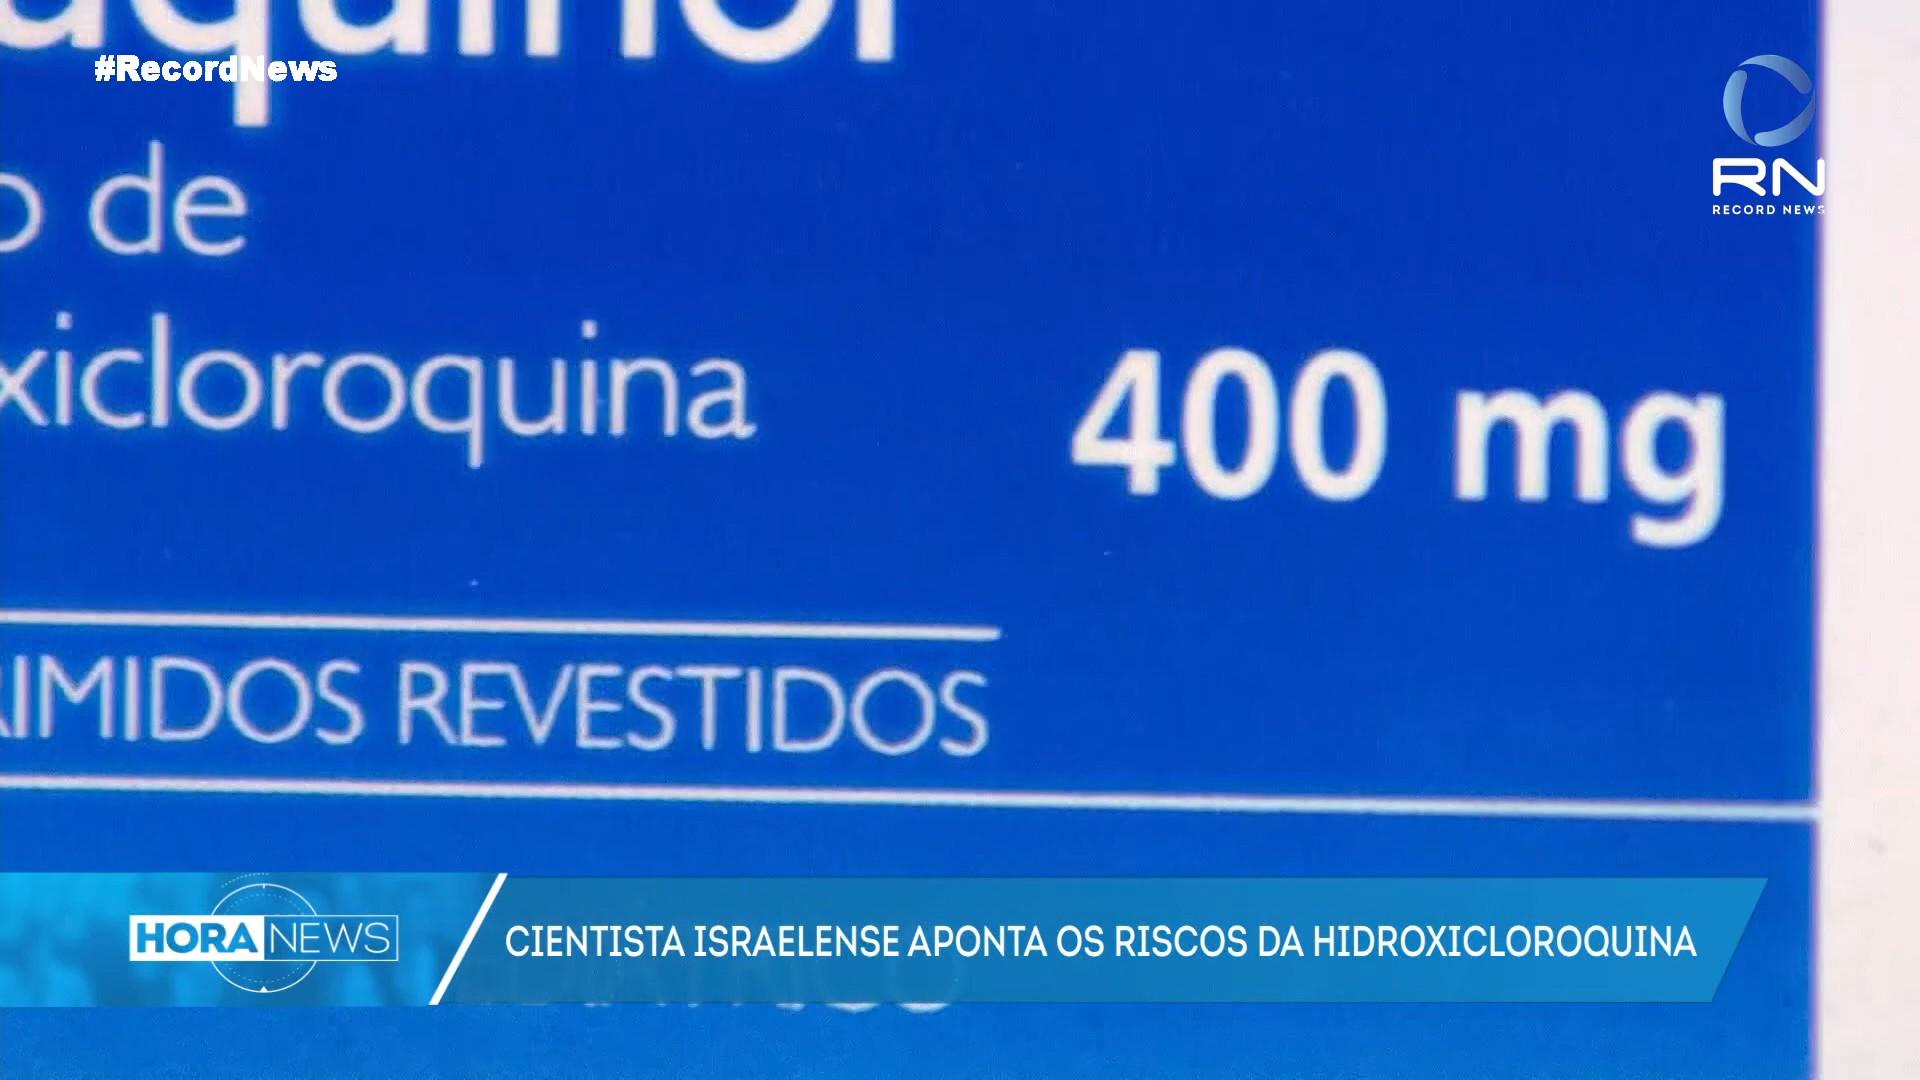 #RecordNews
RN
RECORD NEWS
de
xicloroquina
400 mg
RIMIDOS REVESTIDOS
HORA NEWS
CIENTISTA ISRAELENSE APONTA OS RISCOS DA HIDROXICLOROQUINA